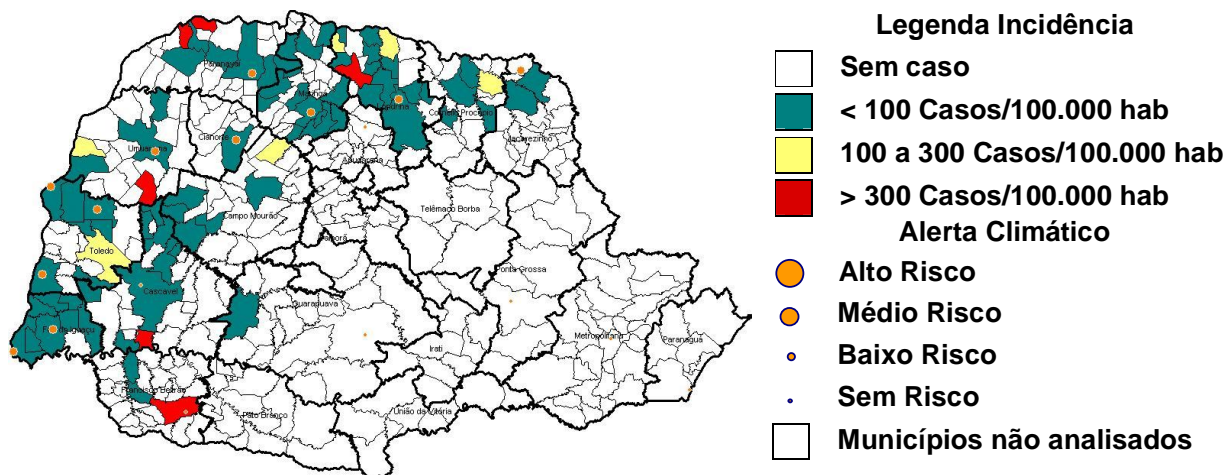 Legenda Incidência
Sem caso
< 100 Casos/100.000 hab
100 a 300 Casos/100.000 hab
> 300 Casos/100.000 hab
Alerta Climático
Alto Risco
Médio Risco
Baixo Risco
Sem Risco
Municípios não analisados
Paranavaí
Maringá
Londrina
Cornélio Procópio
Jacarezinho
Cianorte
Umuarama
Apucarana
Campo Mourão
Telêmaco Borba
Toledo
Ponta Grossa
Cascavel
Guarapuava
Foz do Iguaçu
Metropolitana
Paranaguá
Irati
Francisco Beltrão
Pato Branco
União da Vitória